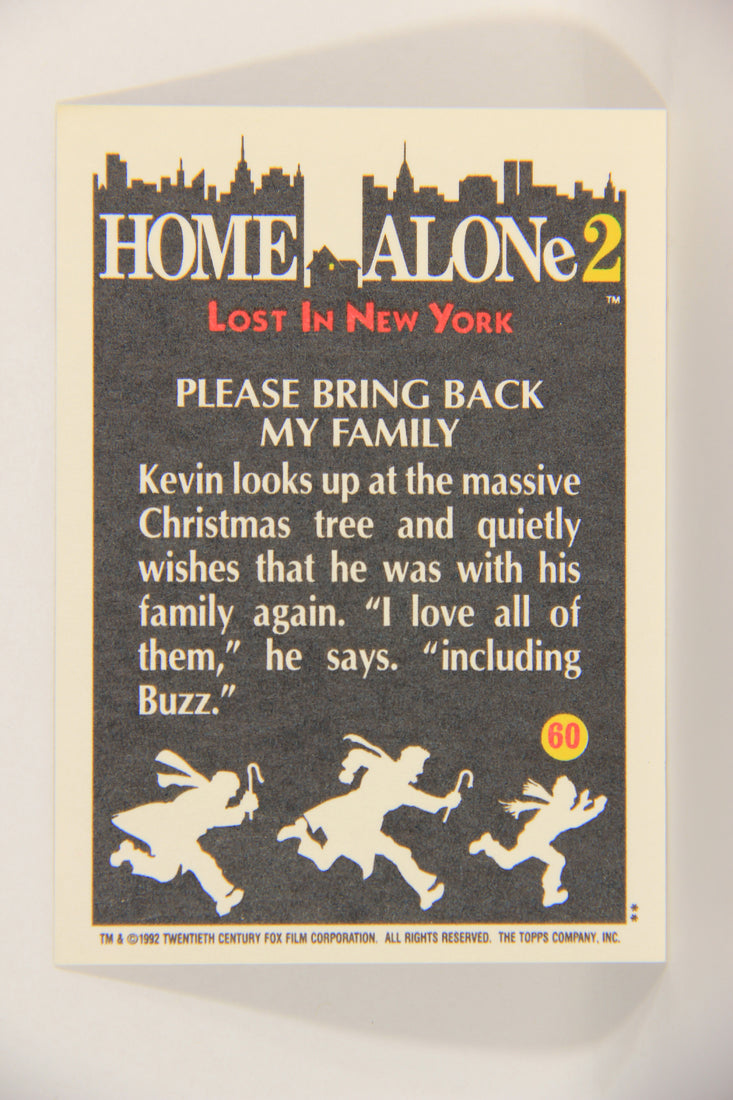 HOME ALONe 2
TM
LOST IN NEW YORK
PLEASE BRING BACK
MY FAMILY
Kevin looks up at the massive
Christmas tree and quietly
wishes that he was with his
family again. “I love all of
them,” he says. “including
Buzz.”
60
**
TM & ©1992 TWENTIETH CENTURY FOX FILM CORPORATION. ALL RIGHTS RESERVED. THE TOPPS COMPANY, INC.